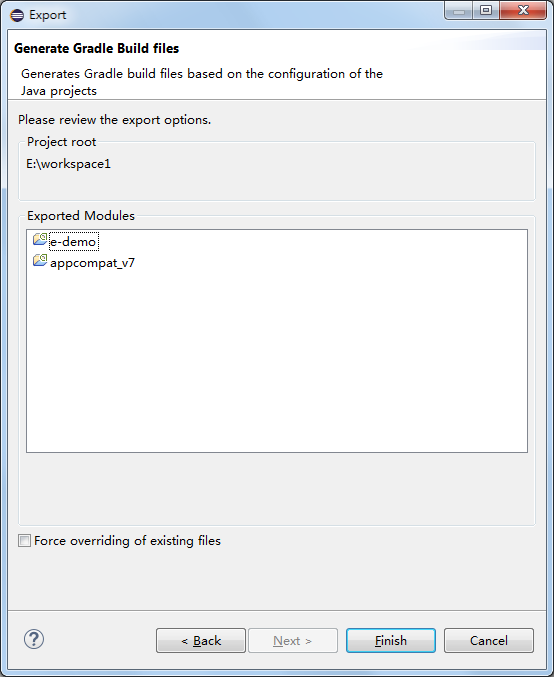 Export
Generate Gradle Build files
Generates Gradle build files based on the configuration of the
Java projects
Please review the export options.
Project root
E:\workspace1
Exported Modules
e-demo
appcompat_v7
Force overriding of existing files
?
< Back
Next >
Finish
Cancel